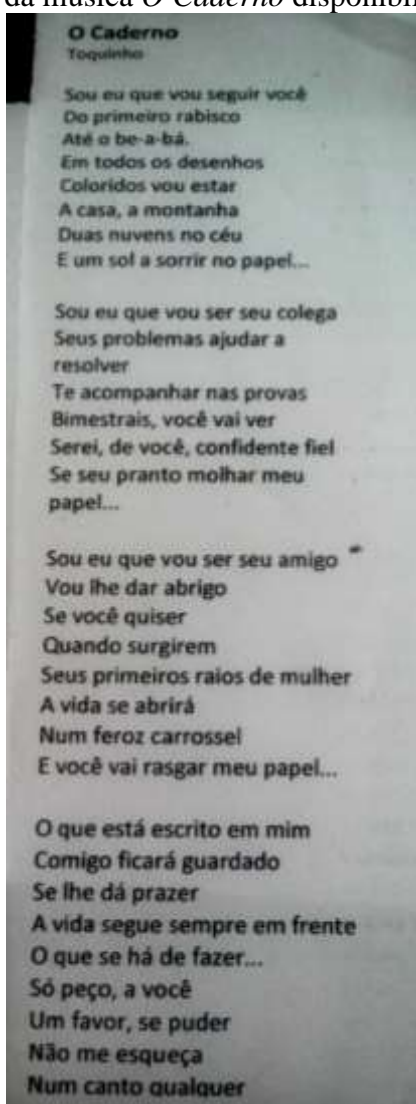 da música O Caderno disponibil
O Caderno
Toquinho
Sou eu que vou seguir você
Do primeiro rabisco
Até o be-a-bá.
Em todos os desenhos
Coloridos vou estar
A casa, a montanha
Duas nuvens no céu
E um sol a sorrir no papel...
Sou eu que vou ser seu colega
Seus problemas ajudar a
resolver
Te acompanhar nas provas
Bimestrais, você vai ver
Serei, de você, confidente fiel
Se seu pranto molhar meu
papel...
Sou eu que vou ser seu amigo
Vou lhe dar abrigo
Se você quiser
Quando surgirem
Seus primeiros raios de mulher
A vida se abrirá
Num feroz carrossel
E você vai rasgar meu papel...
O que está escrito em mim
Comigo ficará guardado
Se lhe dá prazer
A vida segue sempre em frente
O que se há de fazer...
Só peço, a você
Um favor, se puder
Não me esqueça
Num canto qualquer